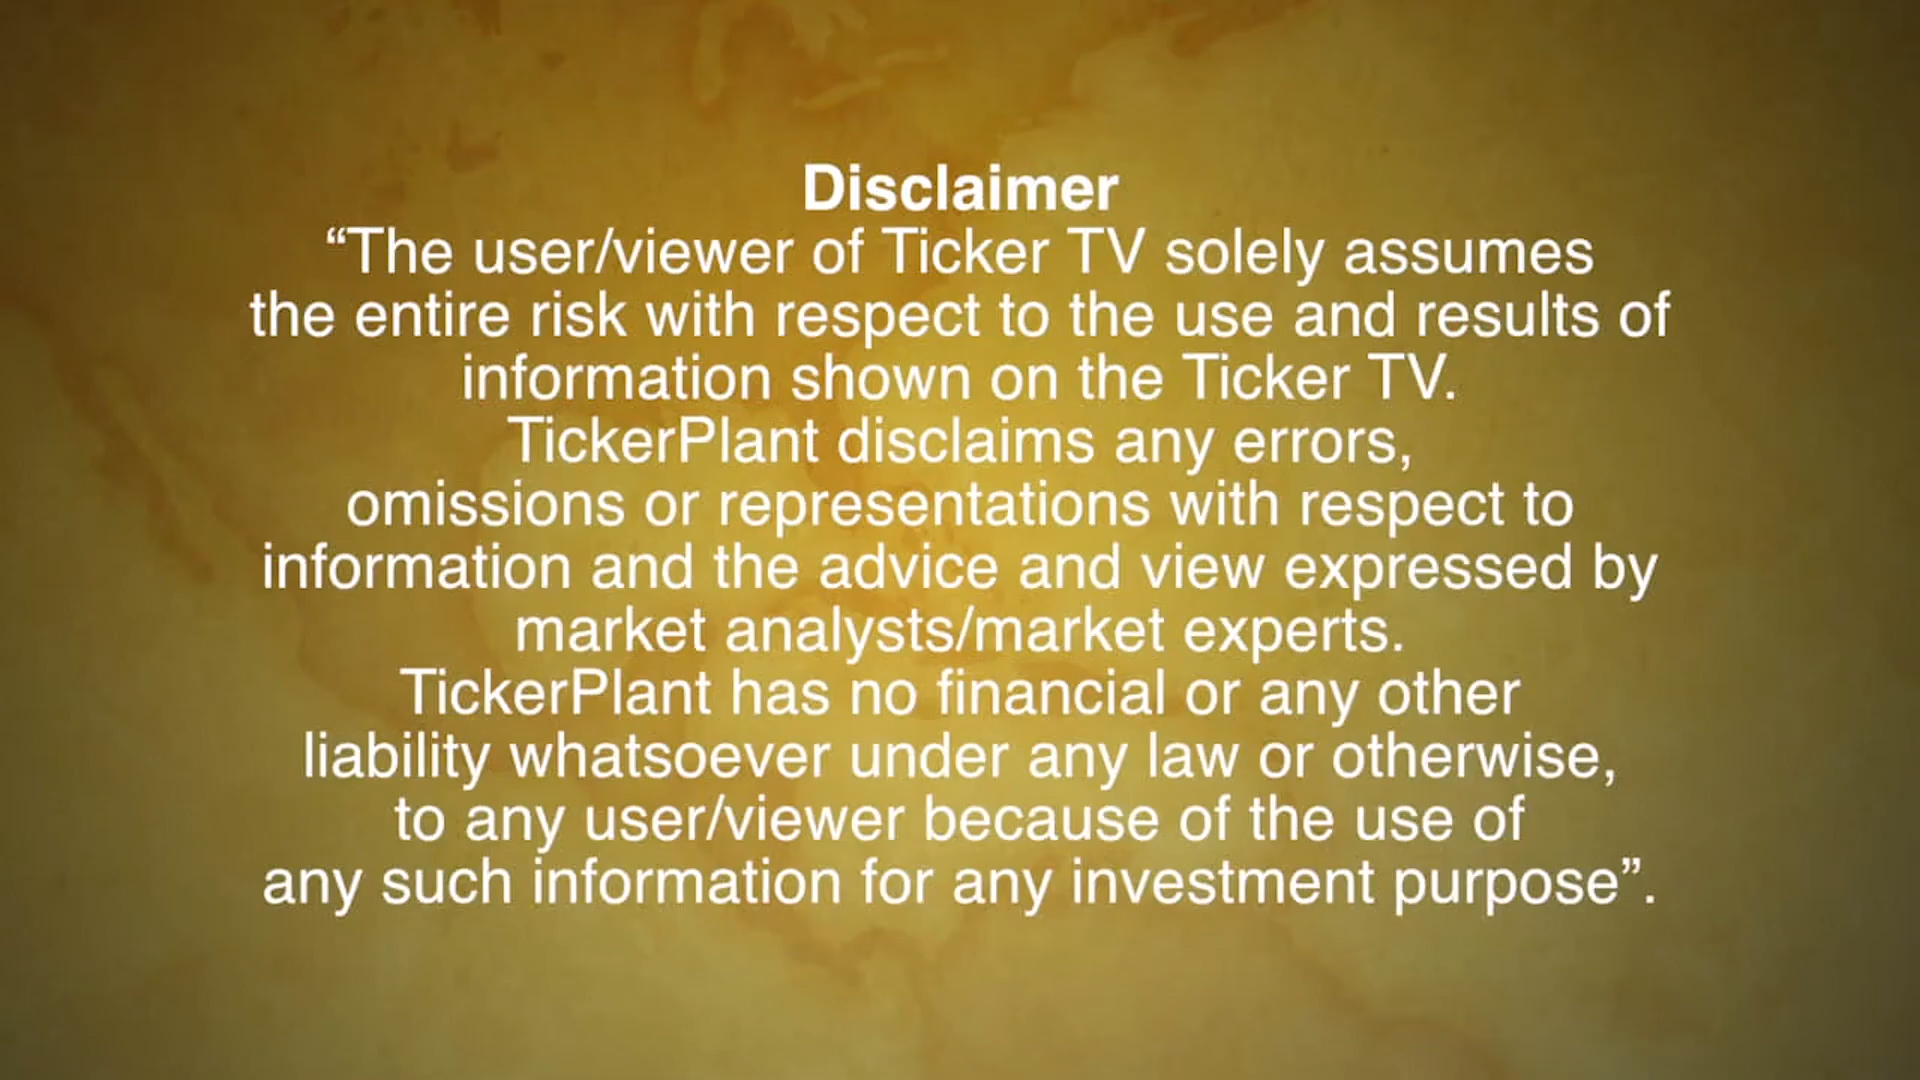 Disclaimer
“The user/viewer of Ticker TV solely assumes
the entire risk with respect to the use and results of
information shown on the Ticker TV.
TickerPlant disclaims any errors,
omissions or representations with respect to
information and the advice and view expressed by
market analysts/market experts.
TickerPlant has no financial or any other
liability whatsoever under any law or otherwise,
to any user/viewer because of the use of
any such information for any investment purpose”.